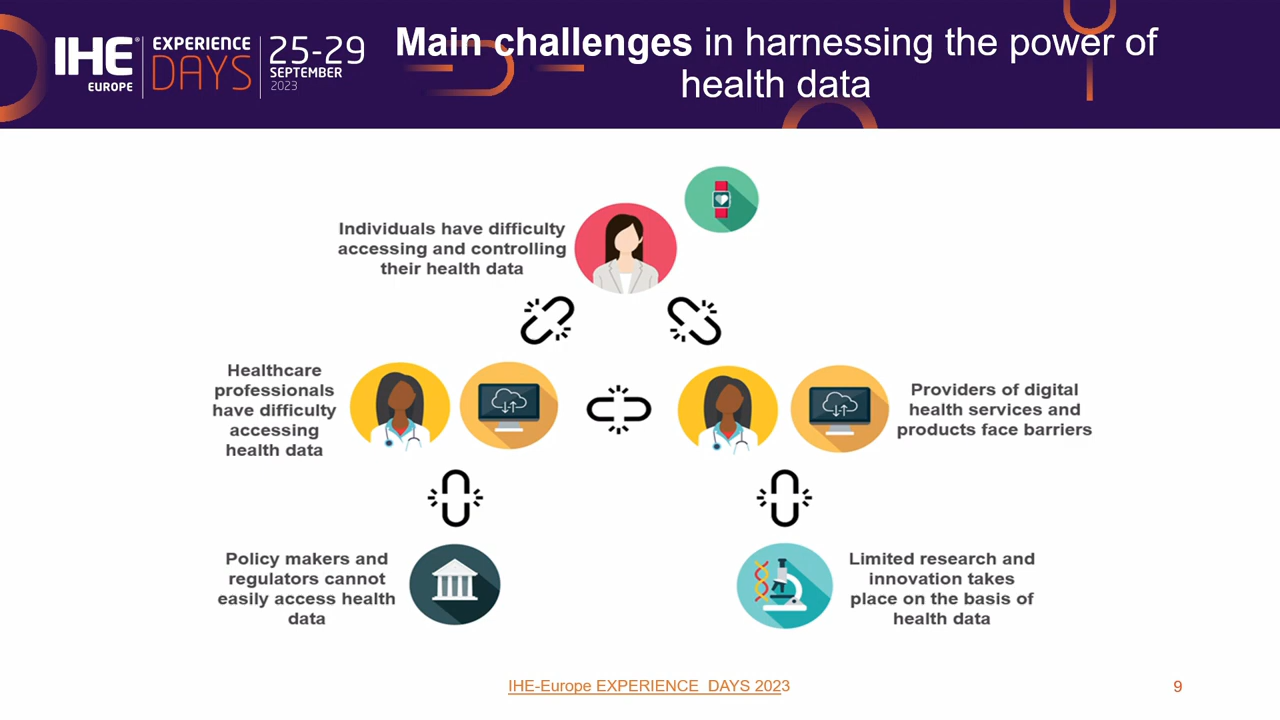 IHE®
EUROPE
EXPERIENCE
DAYS
25-29
SEPTEMBER
2023
Main challenges in harnessing the power of
health data
Individuals have difficulty
accessing and controlling
their health data
Healthcare
professionals
have difficulty
accessing
health data
Providers of digital
health services and
products face barriers
Policy makers and
regulators cannot
easily access health
data
Limited research and
innovation takes
place on the basis of
health data
IHE-Europe EXPERIENCE DAYS 2023
9